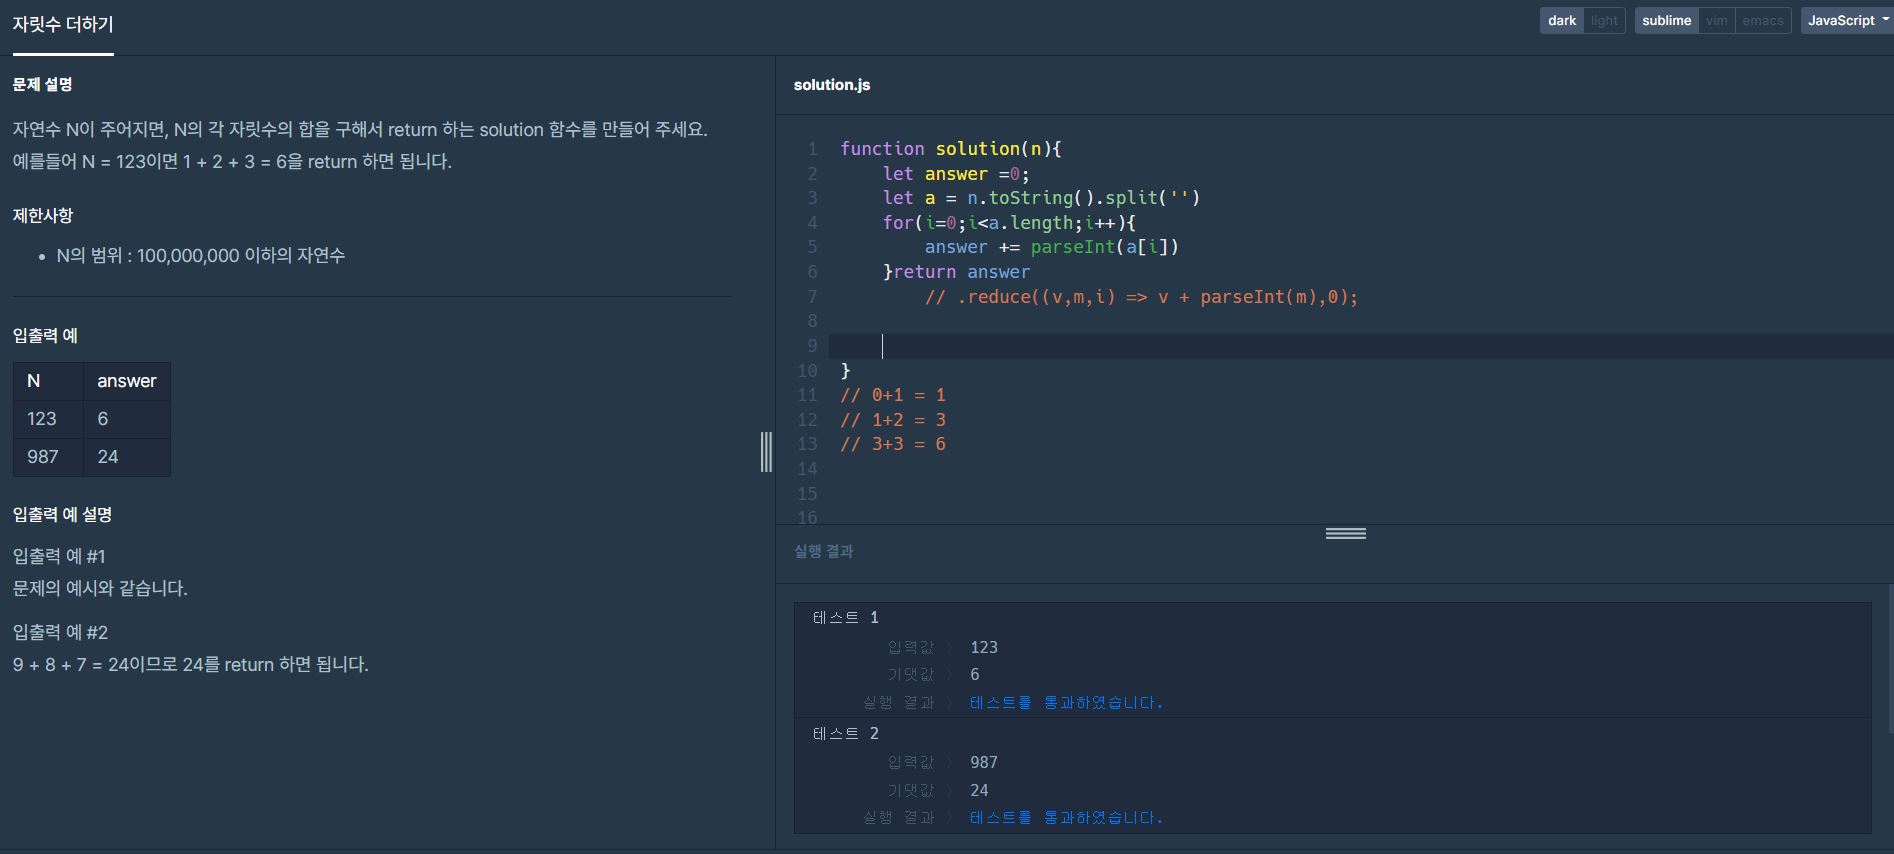 자릿수 더하기
dark light sublime vim emacs JavaScript
문제 설명
자연수 N이 주어지면, N의 각 자릿수의 합을 구해서 return 하는 solution 함수를 만들어 주세요.
예를들어 N = 123이면 1 + 2 + 3 = 6을 return 하면 됩니다.
제한사항
• N의 범위 : 100,000,000 이하의 자연수
입출력 예
N answer
123 6
987 24
입출력 예 설명
입출력 예 #1
문제의 예시와 같습니다.
입출력 예 #2
9 + 8 + 7 = 24이므로 24를 return 하면 됩니다.
solution.js
1 function solution(n){
2     let answer =0;
3     let a = n.toString().split('')
4     for(i=0;i<a.length;i++){
5         answer += parseInt(a[i])
6     }return answer
7         // .reduce((v,m,i) => v + parseInt(m),0);
8
9
10 }
11 // 0+1 = 1
12 // 1+2 = 3
13 // 3+3 = 6
14
15
16
실행 결과
테스트 1
입력값 〉 123
기댓값 〉 6
실행 결과 〉 테스트를 통과하였습니다.
테스트 2
입력값 〉 987
기댓값 〉 24
실행 결과 〉 테스트를 통과하였습니다.